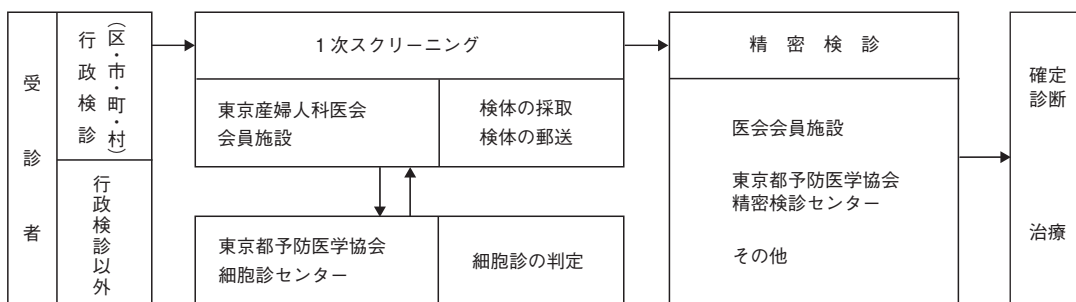 受診者
行政検診
(区・市・町・村)
行政検診以外
1次スクリーニング
東京産婦人科医会
会員施設
検体の採取
検体の郵送
東京都予防医学協会
細胞診センター
細胞診の判定
精密検診
医会会員施設
東京都予防医学協会
精密検診センター
その他
確定
診断
治療